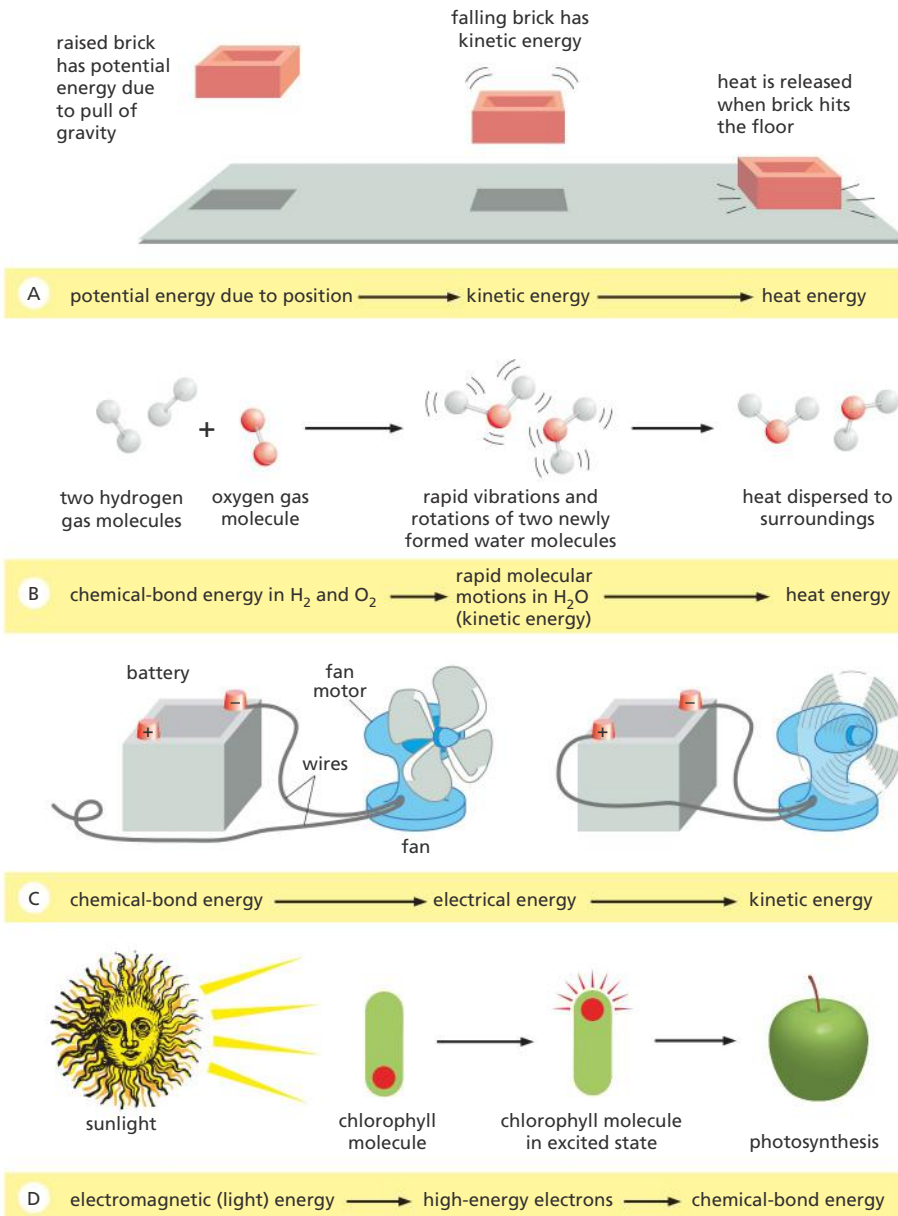 raised brick
has potential
energy due
to pull of
gravity
falling brick has
kinetic energy
heat is released
when brick hits
the floor
A potential energy due to position → kinetic energy → heat energy
+
two hydrogen
gas molecules
oxygen gas
molecule
rapid vibrations and
rotations of two newly
formed water molecules
heat dispersed to
surroundings
B chemical-bond energy in H₂ and O₂ → rapid molecular
motions in H₂O
(kinetic energy) → heat energy
battery
fan
motor
+
−
wires
fan
+
−
C chemical-bond energy → electrical energy → kinetic energy
sunlight
chlorophyll
molecule
chlorophyll molecule
in excited state
photosynthesis
D electromagnetic (light) energy → high-energy electrons → chemical-bond energy